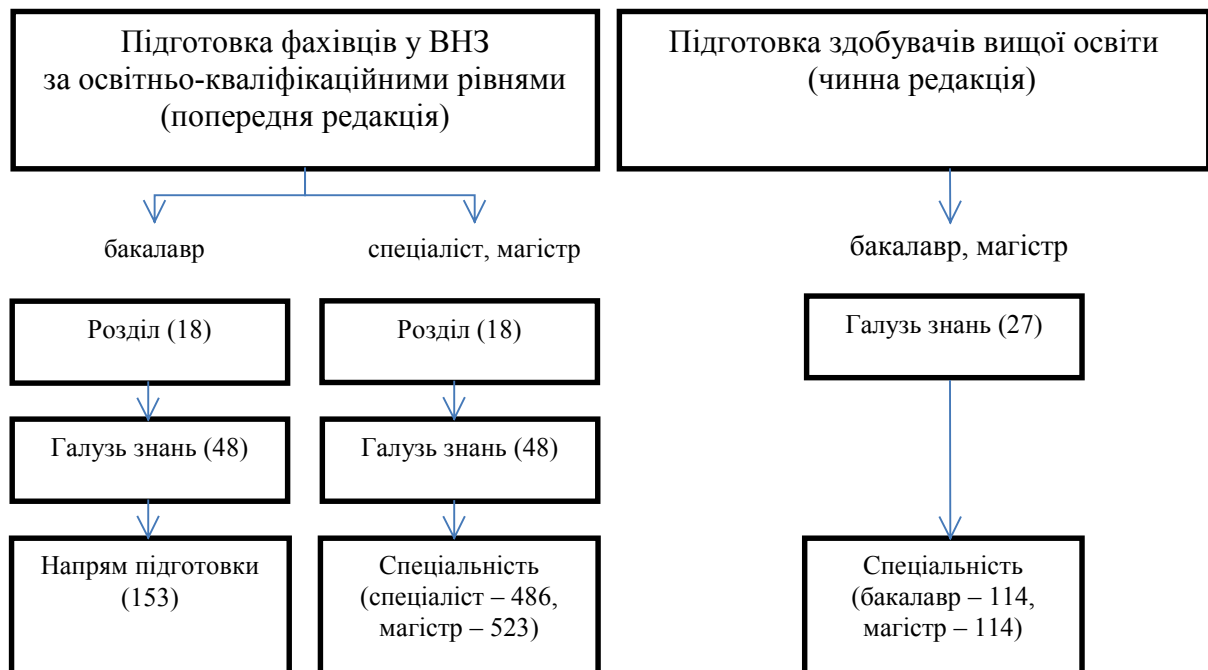 Підготовка фахівців у ВНЗ
за освітньо-кваліфікаційними рівнями
(попередня редакція)
Підготовка здобувачів вищої освіти
(чинна редакція)
бакалавр
спеціаліст, магістр
бакалавр, магістр
Розділ (18)
Розділ (18)
Галузь знань (27)
Галузь знань (48)
Галузь знань (48)
Напрям підготовки
(153)
Спеціальність
(спеціаліст – 486,
магістр – 523)
Спеціальність
(бакалавр – 114,
магістр – 114)